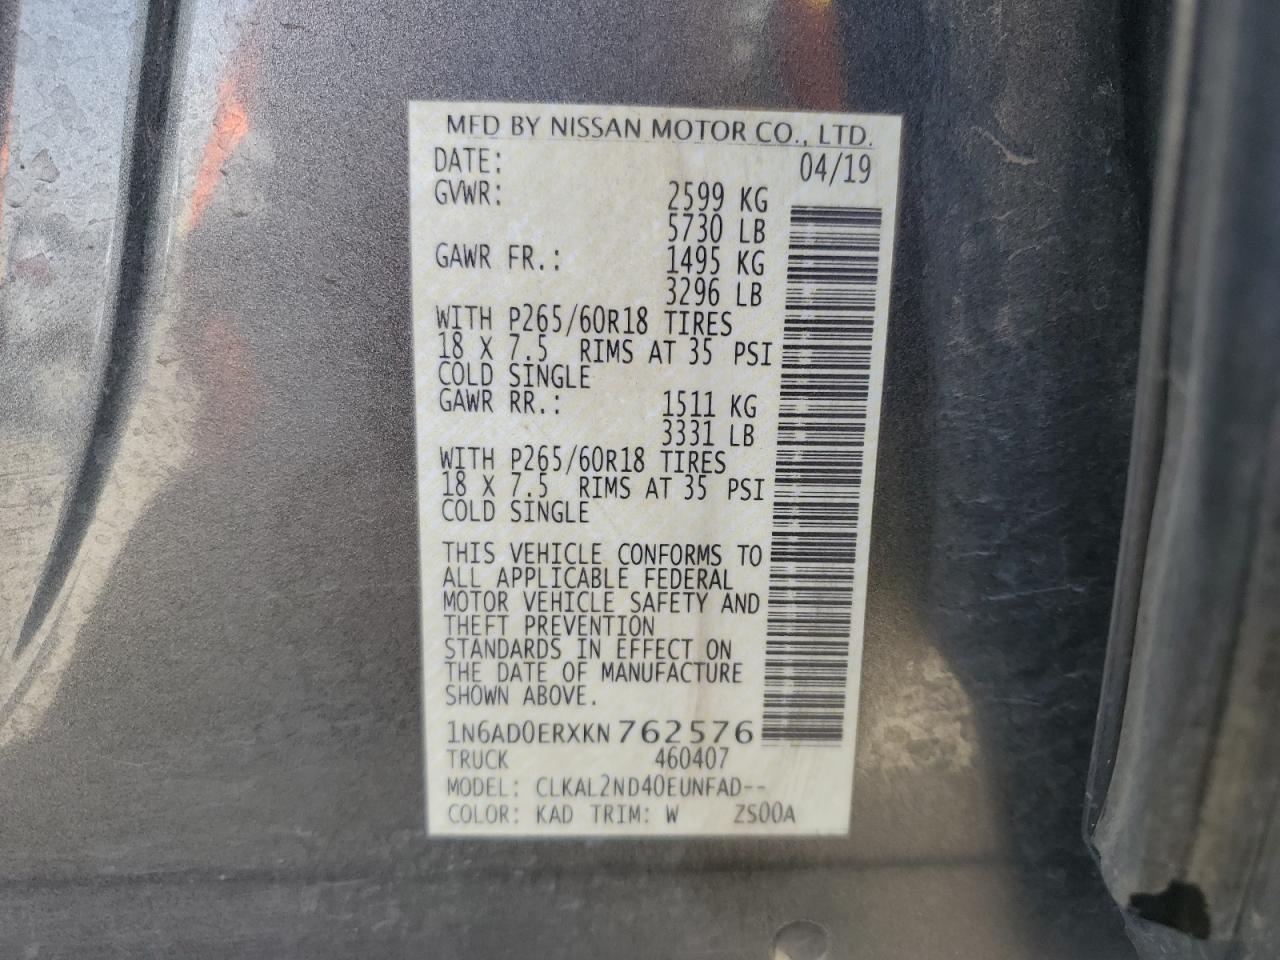 MFD BY NISSAN MOTOR CO., LTD.
DATE: 04/19
GVWR: 2599 KG
5730 LB
GAWR FR.: 1495 KG
3296 LB
WITH P265/60R18 TIRES
18 X 7.5 RIMS AT 35 PSI
COLD SINGLE
GAWR RR.: 1511 KG
3331 LB
WITH P265/60R18 TIRES
18 X 7.5 RIMS AT 35 PSI
COLD SINGLE
THIS VEHICLE CONFORMS TO
ALL APPLICABLE FEDERAL
MOTOR VEHICLE SAFETY AND
THEFT PREVENTION
STANDARDS IN EFFECT ON
THE DATE OF MANUFACTURE
SHOWN ABOVE.
1N6AD0ERXKN762576
TRUCK 460407
MODEL: CLKAL2ND40EUNFAD--
COLOR: KAD TRIM: W ZS00A